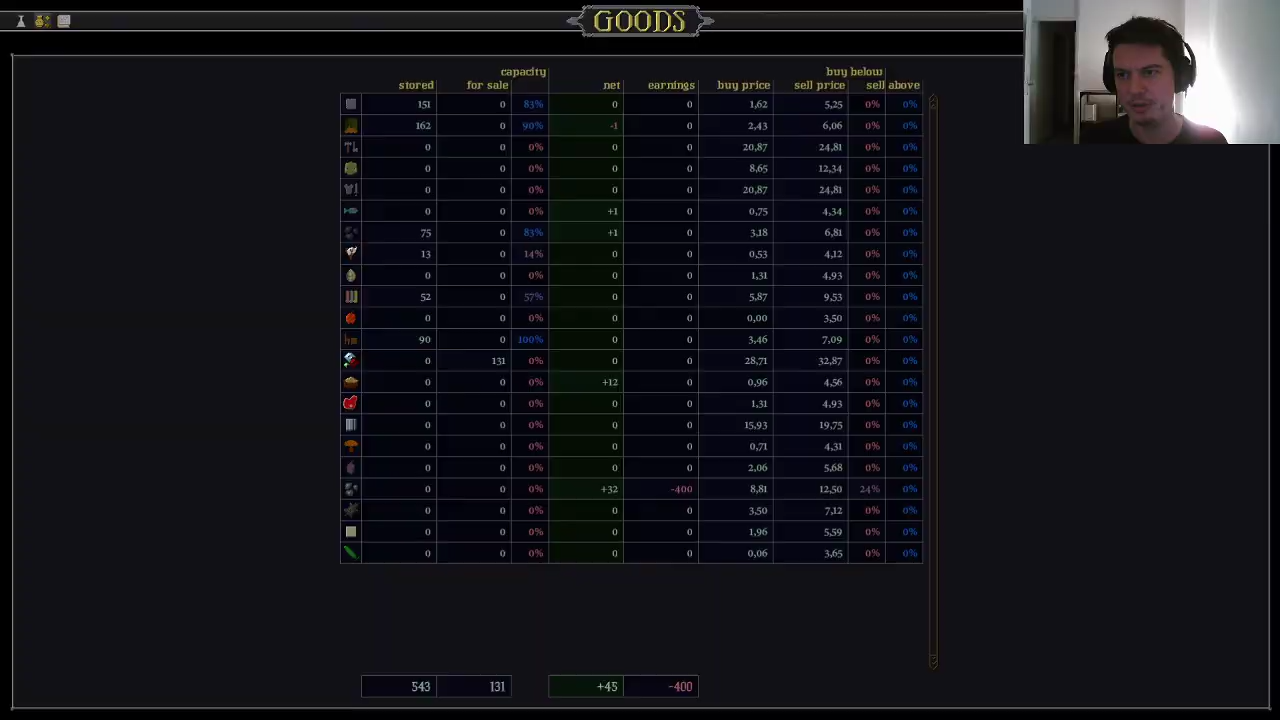 GOODS
capacity buy below
stored for sale net earnings buy price sell price sell above
151 0 83% 0 0 1,62 5,25 0% 0%
162 0 90% -1 0 2,43 6,06 0% 0%
0 0 0% 0 0 20,87 24,81 0% 0%
0 0 0% 0 0 8,65 12,34 0% 0%
0 0 0% 0 0 20,87 24,81 0% 0%
0 0 0% +1 0 0,75 4,34 0% 0%
75 0 83% +1 0 3,18 6,81 0% 0%
13 0 14% 0 0 0,53 4,12 0% 0%
0 0 0% 0 0 1,31 4,93 0% 0%
52 0 57% 0 0 5,87 9,53 0% 0%
0 0 0% 0 0 0,00 3,50 0% 0%
90 0 100% 0 0 3,46 7,09 0% 0%
0 131 0% 0 0 28,71 32,87 0% 0%
0 0 0% +12 0 0,96 4,56 0% 0%
0 0 0% 0 0 1,31 4,93 0% 0%
0 0 0% 0 0 15,93 19,75 0% 0%
0 0 0% 0 0 0,71 4,31 0% 0%
0 0 0% 0 0 2,06 5,68 0% 0%
0 0 0% +32 -400 8,81 12,50 24% 0%
0 0 0% 0 0 3,50 7,12 0% 0%
0 0 0% 0 0 1,96 5,59 0% 0%
0 0 0% 0 0 0,06 3,65 0% 0%
543 131 +45 -400